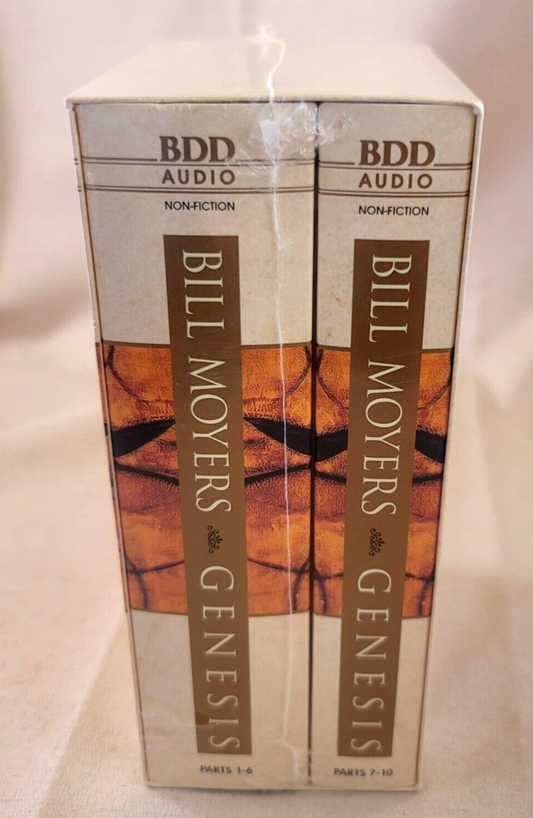 BDD
AUDIO
NON-FICTION
BILL MOYERS GENESIS
PARTS 1-6
BDD
AUDIO
NON-FICTION
BILL MOYERS GENESIS
PARTS 7-10